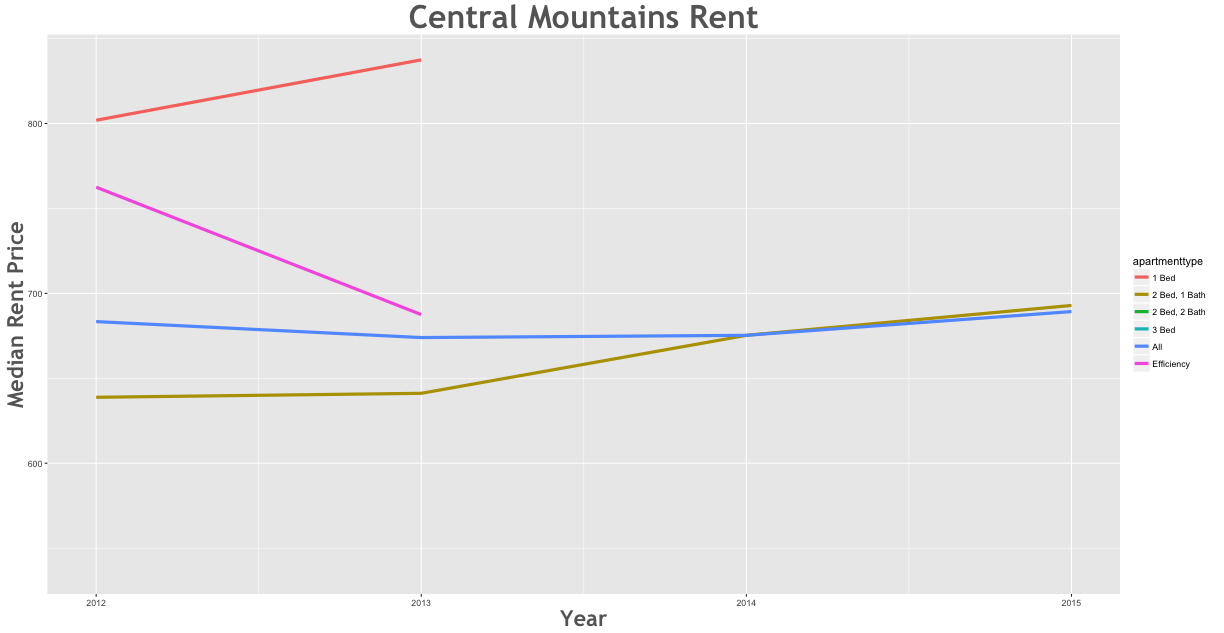 Central Mountains Rent
Median Rent Price
800
700
600
2012
2013
2014
2015
Year
apartmenttype
1 Bed
2 Bed, 1 Bath
2 Bed, 2 Bath
3 Bed
All
Efficiency